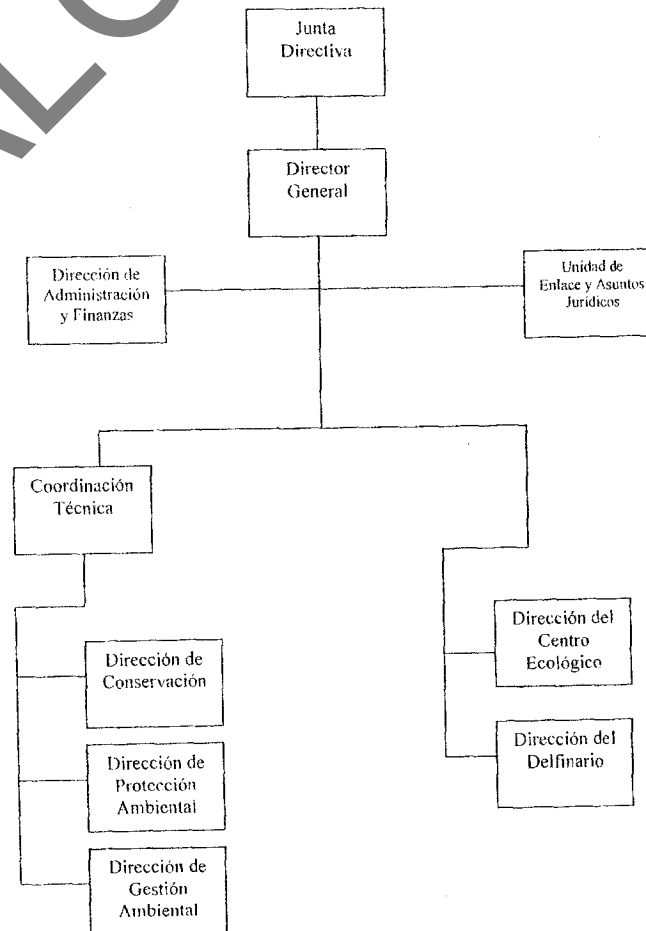 Junta
Directiva
Director
General
Dirección de
Administración
y Finanzas
Unidad de
Enlace y Asuntos
Jurídicos
Coordinación
Técnica
Dirección de
Conservación
Dirección de
Protección
Ambiental
Dirección de
Gestión
Ambiental
Dirección del
Centro
Ecológico
Dirección del
Delfinario